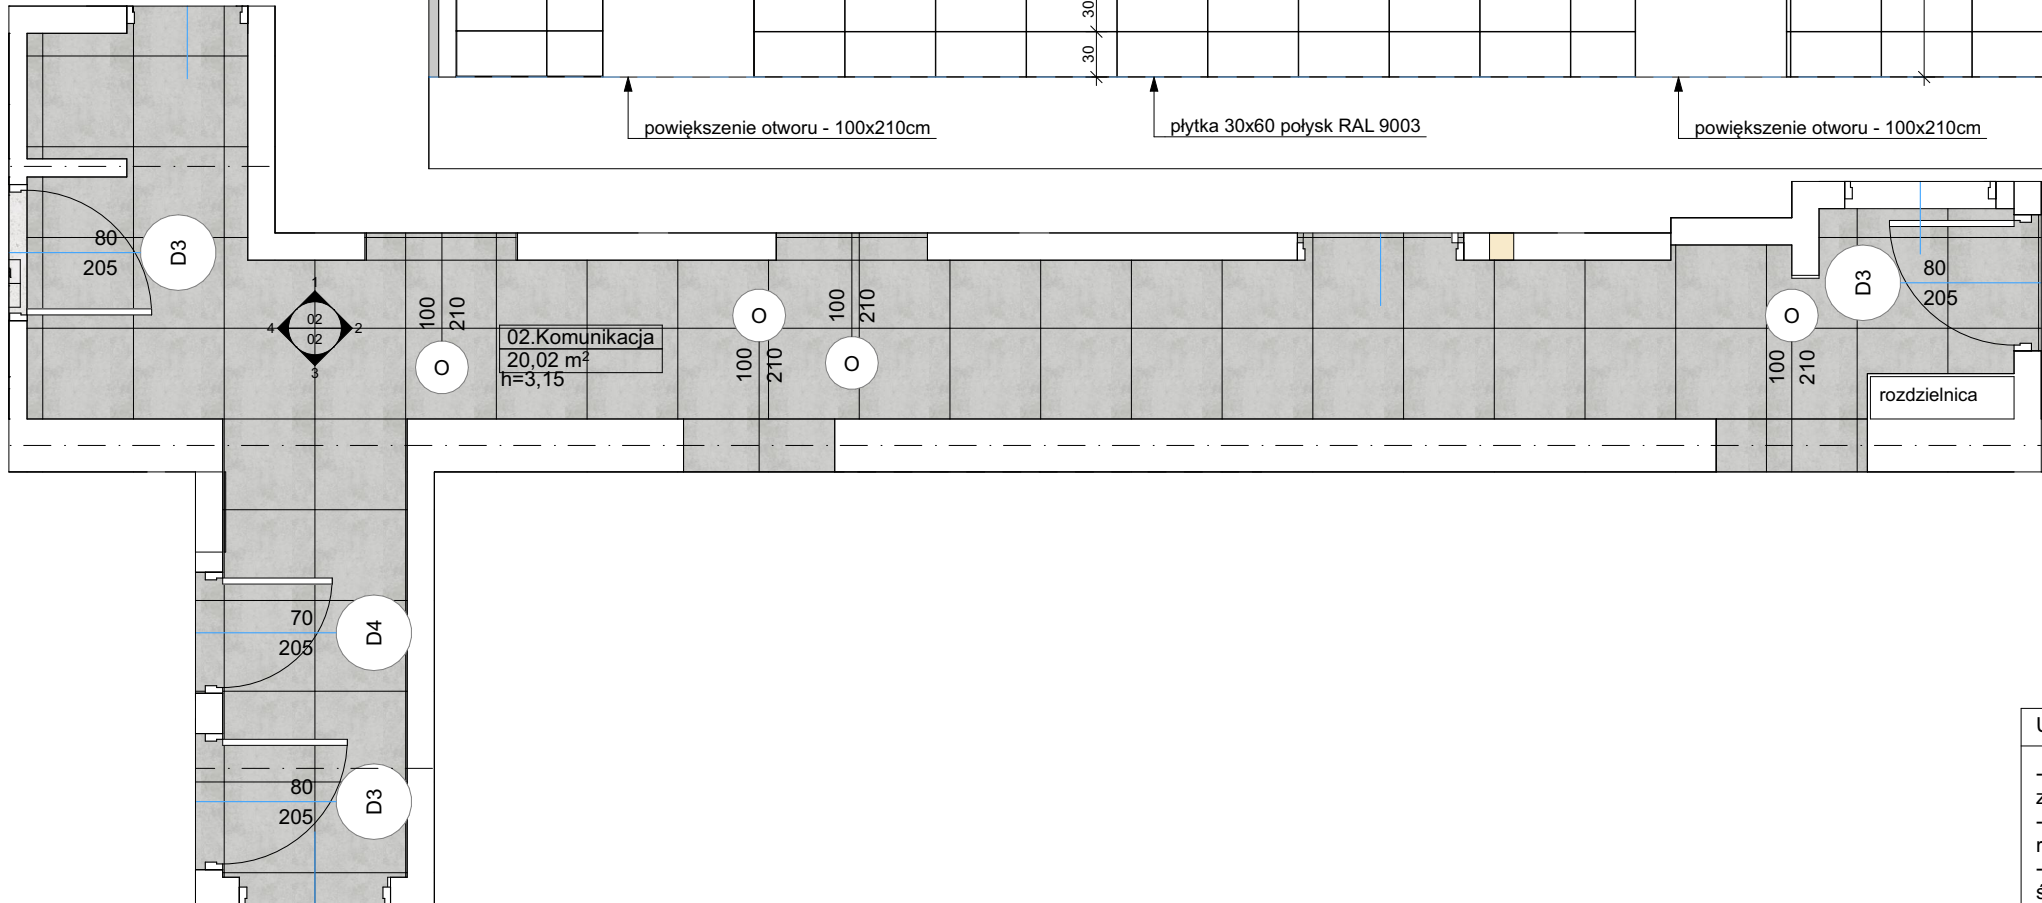 30
30
powiększenie otworu - 100x210cm
płytka 30x60 połysk RAL 9003
powiększenie otworu - 100x210cm
80
205
D3
1
4
02
02
2
3
100
210
O
02.Komunikacja
20,02 m²
h=3,15
O
100
210
100
210
O
O
100
210
D3
80
205
rozdzielnica
70
205
D4
80
205
D3
U
-
z
-
r
-
ś